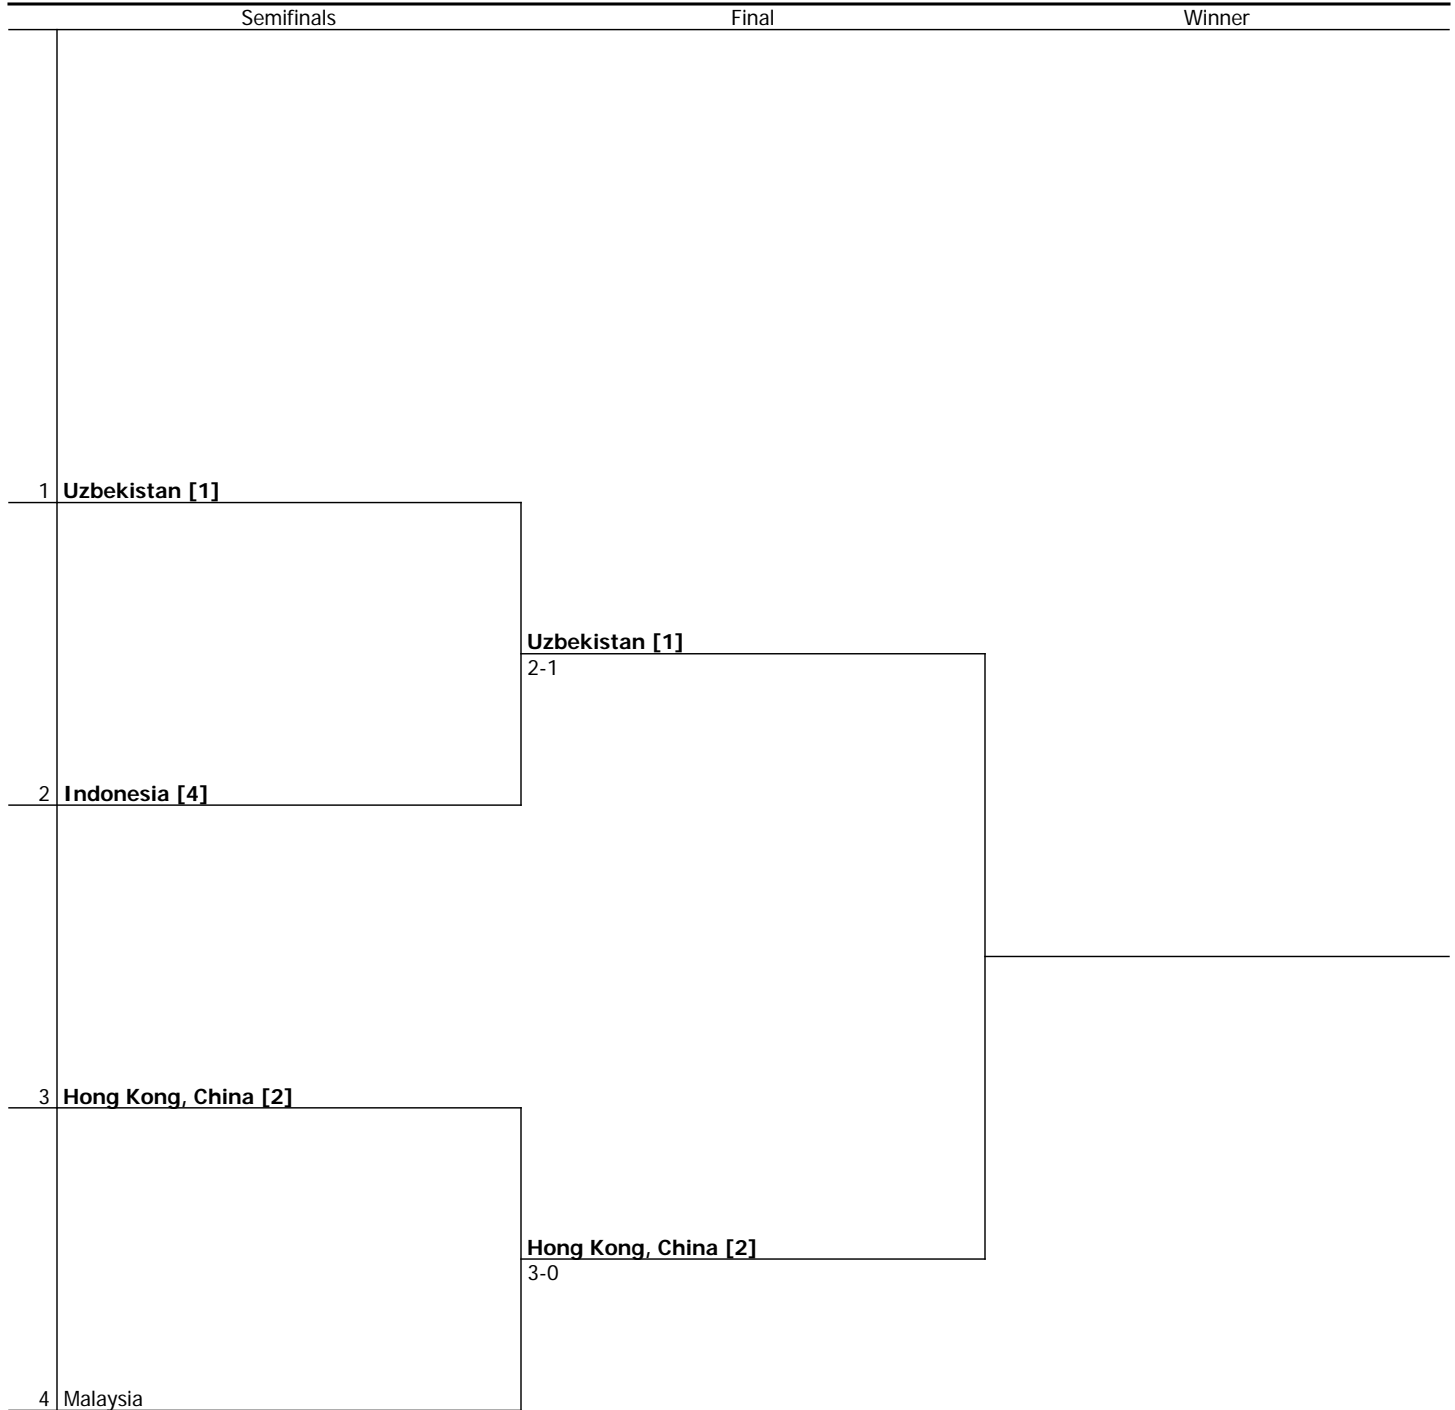 Semifinals Final Winner
1 Uzbekistan [1]
Uzbekistan [1]
2-1
2 Indonesia [4]
3 Hong Kong, China [2]
Hong Kong, China [2]
3-0
4 Malaysia